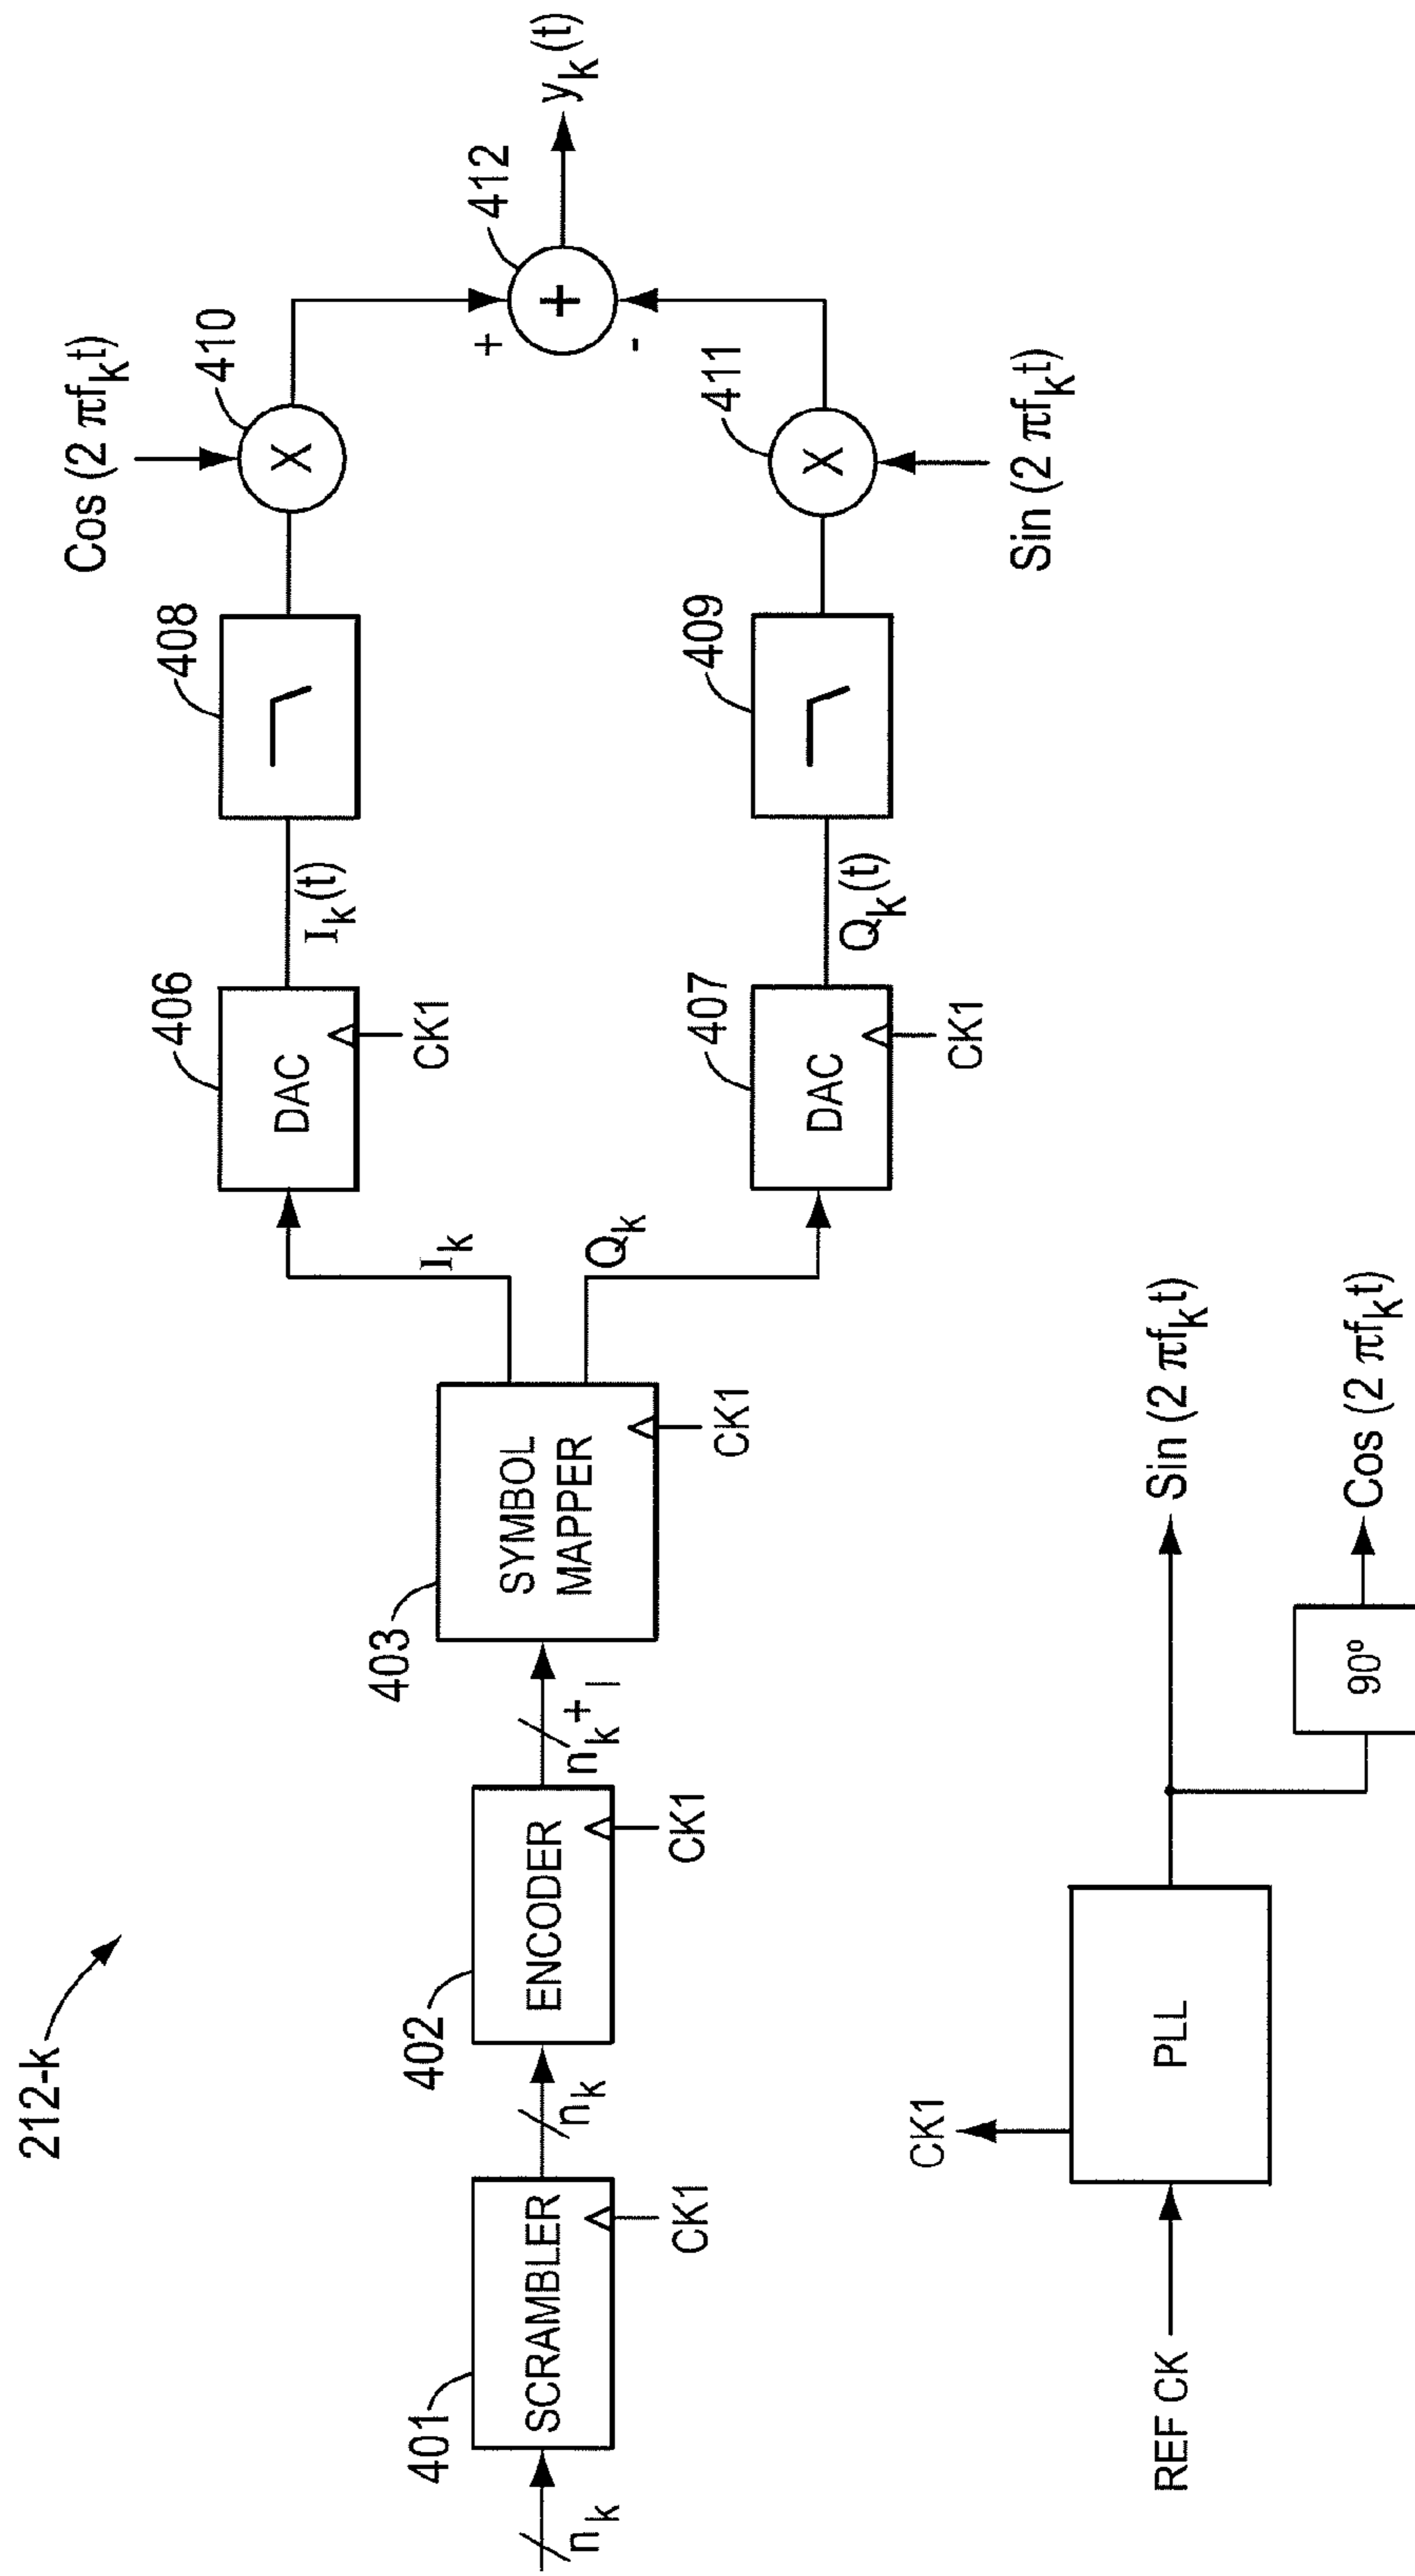 212-k
n_k
401
SCRAMBLER
CK1
n_k
402
ENCODER
CK1
n_k + l
403
SYMBOL
MAPPER
CK1
I_k
Q_k
406
DAC
CK1
I_k(t)
408
Cos (2 πf_k t)
410
X
407
DAC
CK1
Q_k(t)
409
411
X
Sin (2 πf_k t)
+
-
+
412
y_k(t)
REF CK
CK1
PLL
90º
Sin (2 πf_k t)
Cos (2 πf_k t)